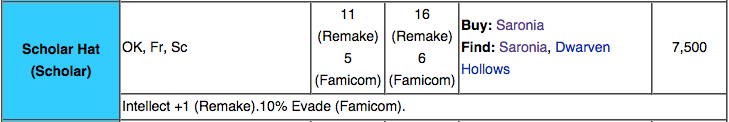 Scholar Hat
(Scholar)
OK, Fr, Sc
11
(Remake)
5
(Famicom)
16
(Remake)
6
(Famicom)
Buy: Saronia
Find: Saronia, Dwarven
Hollows
7,500
Intellect +1 (Remake).10% Evade (Famicom).